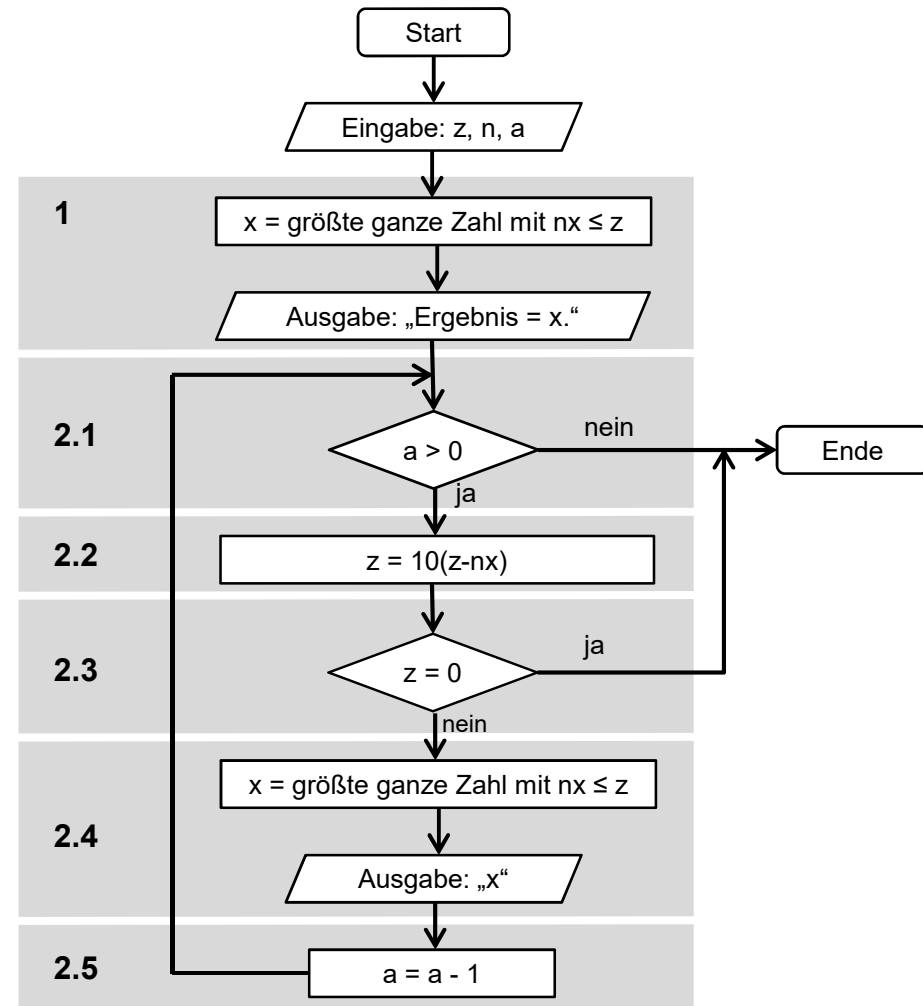 Start
Eingabe: z, n, a
1
x = größte ganze Zahl mit nx ≤ z
Ausgabe: „Ergebnis = x.“
2.1
a > 0
nein
Ende
ja
2.2
z = 10(z-nx)
2.3
z = 0
ja
nein
2.4
x = größte ganze Zahl mit nx ≤ z
Ausgabe: „x“
2.5
a = a - 1